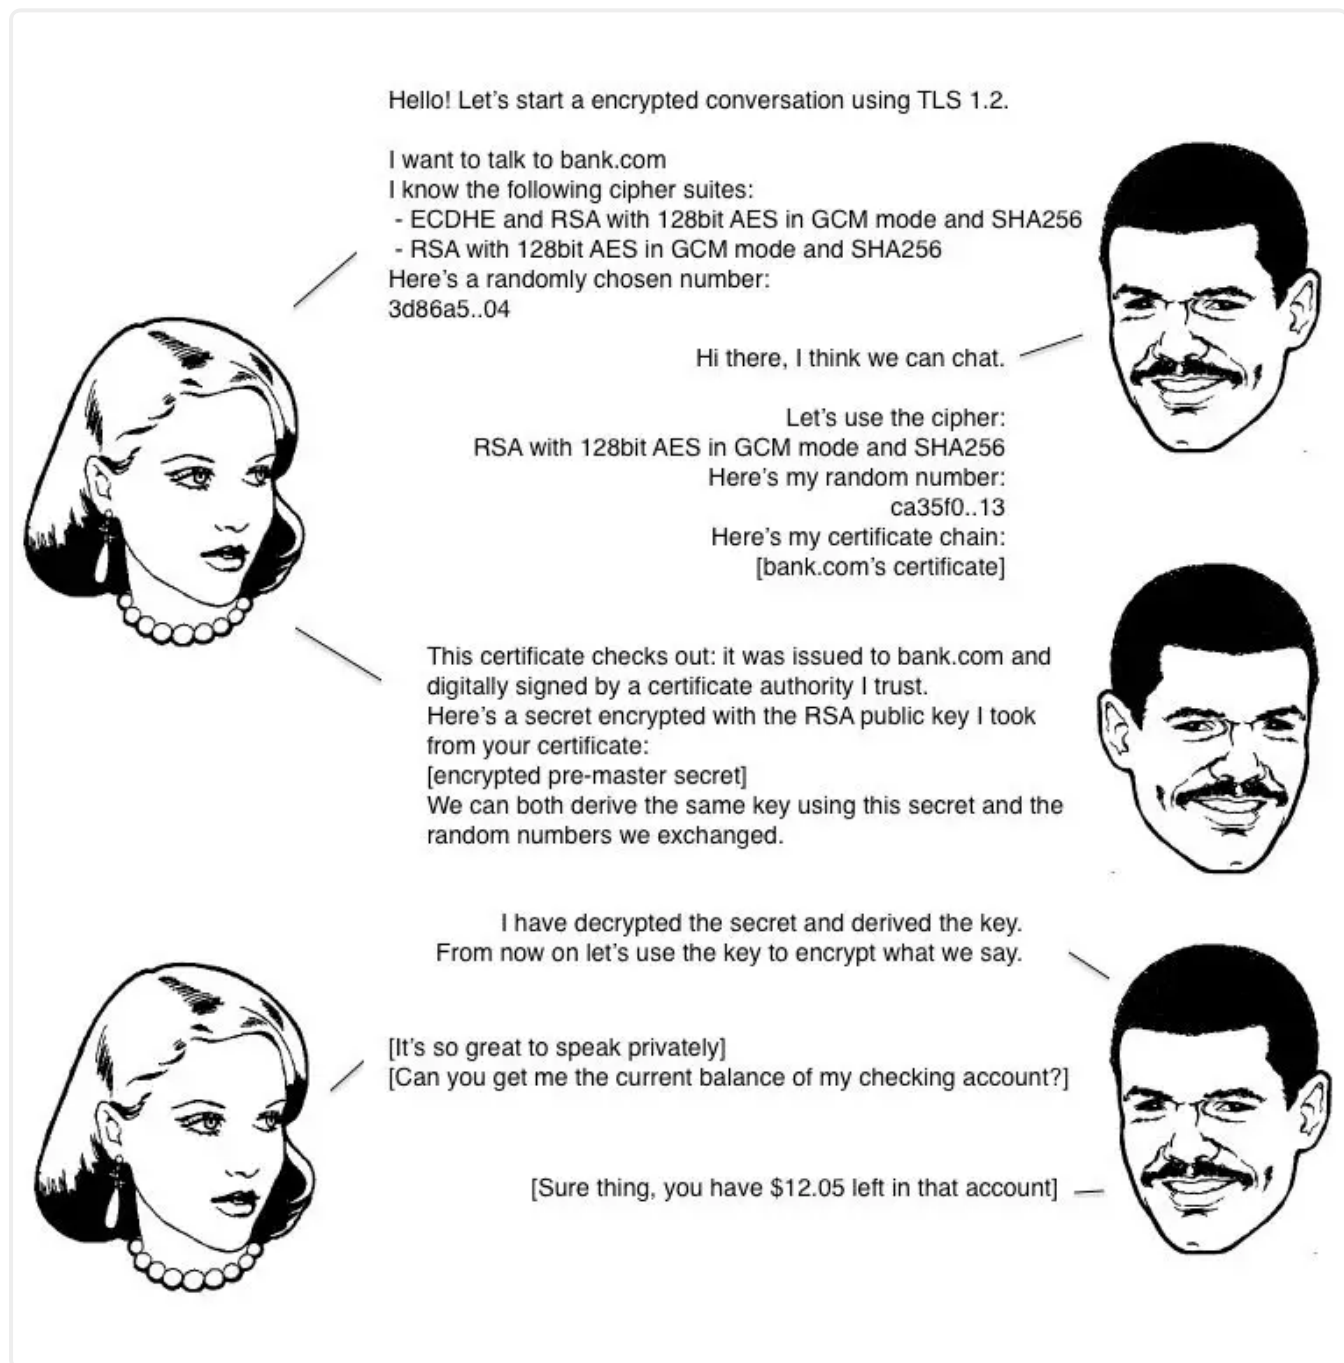 Hello! Let's start a encrypted conversation using TLS 1.2.
I want to talk to bank.com
I know the following cipher suites:
- ECDHE and RSA with 128bit AES in GCM mode and SHA256
- RSA with 128bit AES in GCM mode and SHA256
Here's a randomly chosen number:
3d86a5..04
Hi there, I think we can chat.
Let's use the cipher:
RSA with 128bit AES in GCM mode and SHA256
Here's my random number:
ca35f0..13
Here's my certificate chain:
[bank.com's certificate]
This certificate checks out: it was issued to bank.com and
digitally signed by a certificate authority I trust.
Here's a secret encrypted with the RSA public key I took
from your certificate:
[encrypted pre-master secret]
We can both derive the same key using this secret and the
random numbers we exchanged.
I have decrypted the secret and derived the key.
From now on let's use the key to encrypt what we say.
[It's so great to speak privately]
[Can you get me the current balance of my checking account?]
[Sure thing, you have $12.05 left in that account]